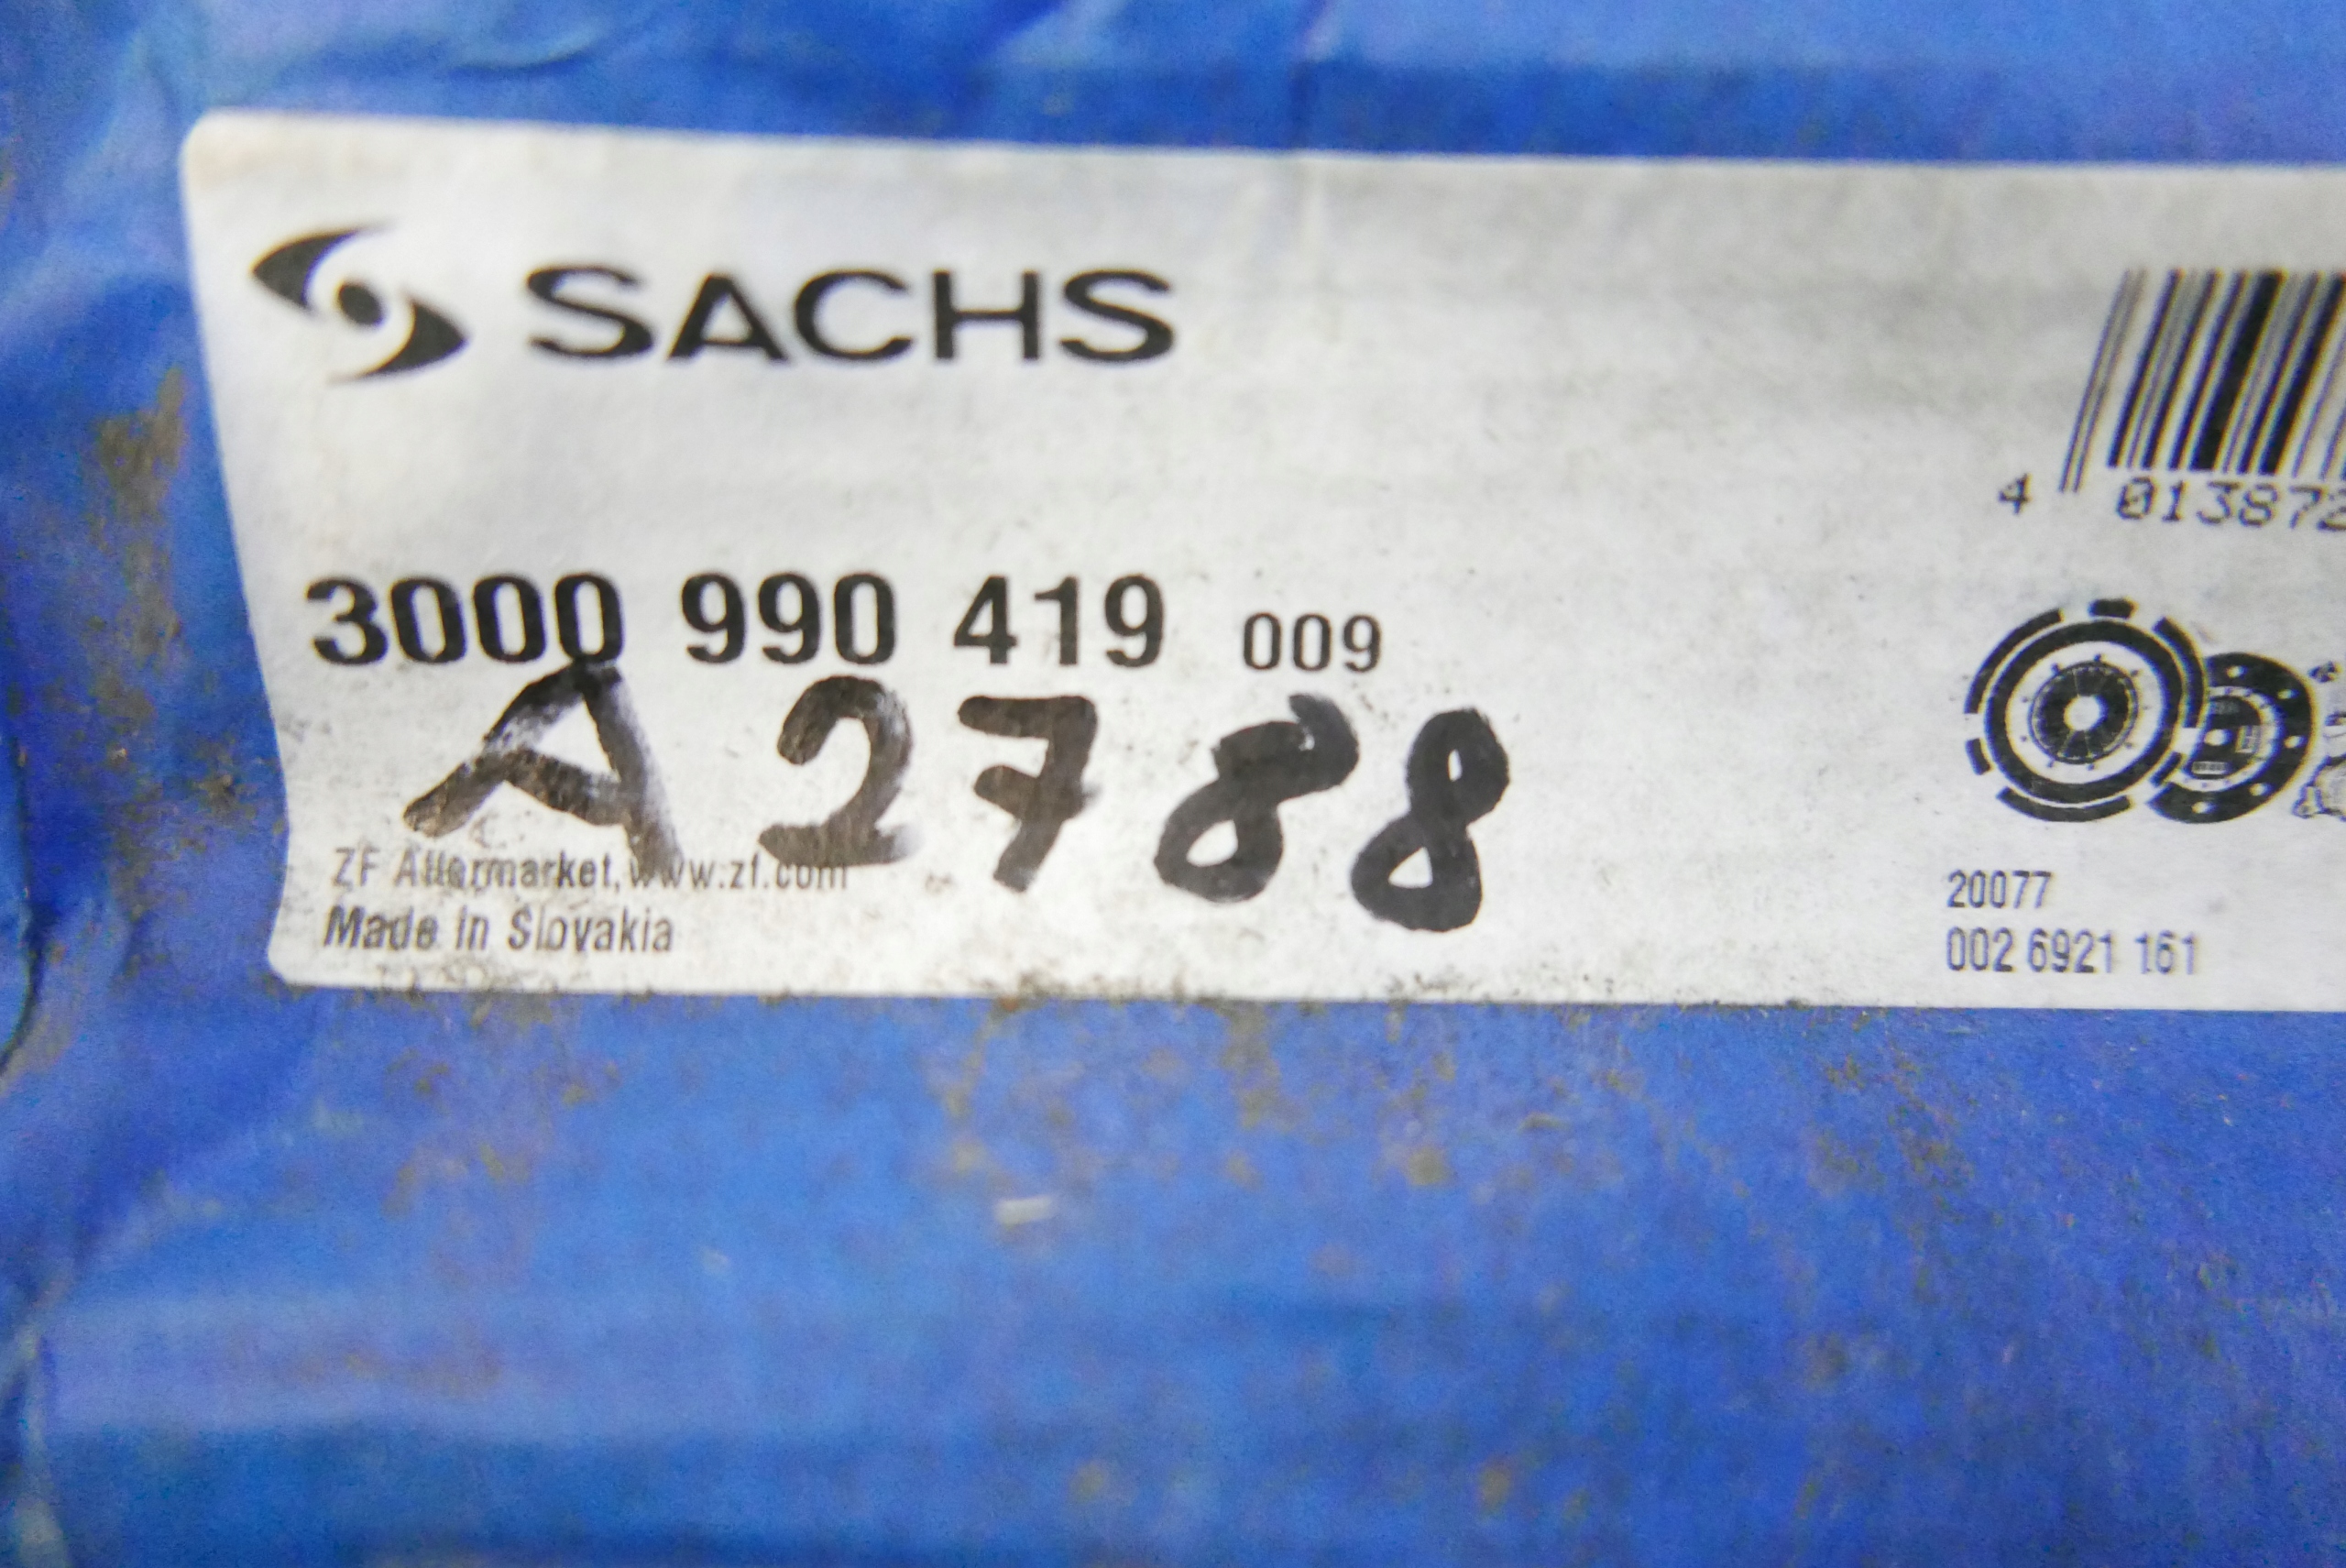 SACHS
4 013872
3000 990 419 009
A2788
ZF Aftermarket, www.zf.com
Made in Slovakia
20077
002 6921 161